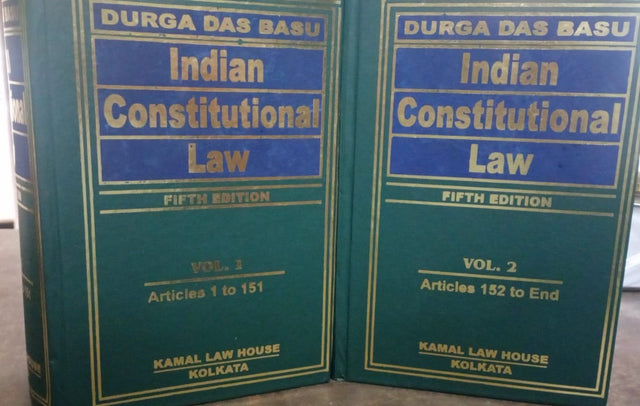 DURGA DAS BASU
Indian
Constitutional
Law
FIFTH EDITION
VOL. 1
Articles 1 to 151
KAMAL LAW HOUSE
KOLKATA
DURGA DAS BASU
Indian
Constitutional
Law
FIFTH EDITION
VOL. 2
Articles 152 to End
KAMAL LAW HOUSE
KOLKATA